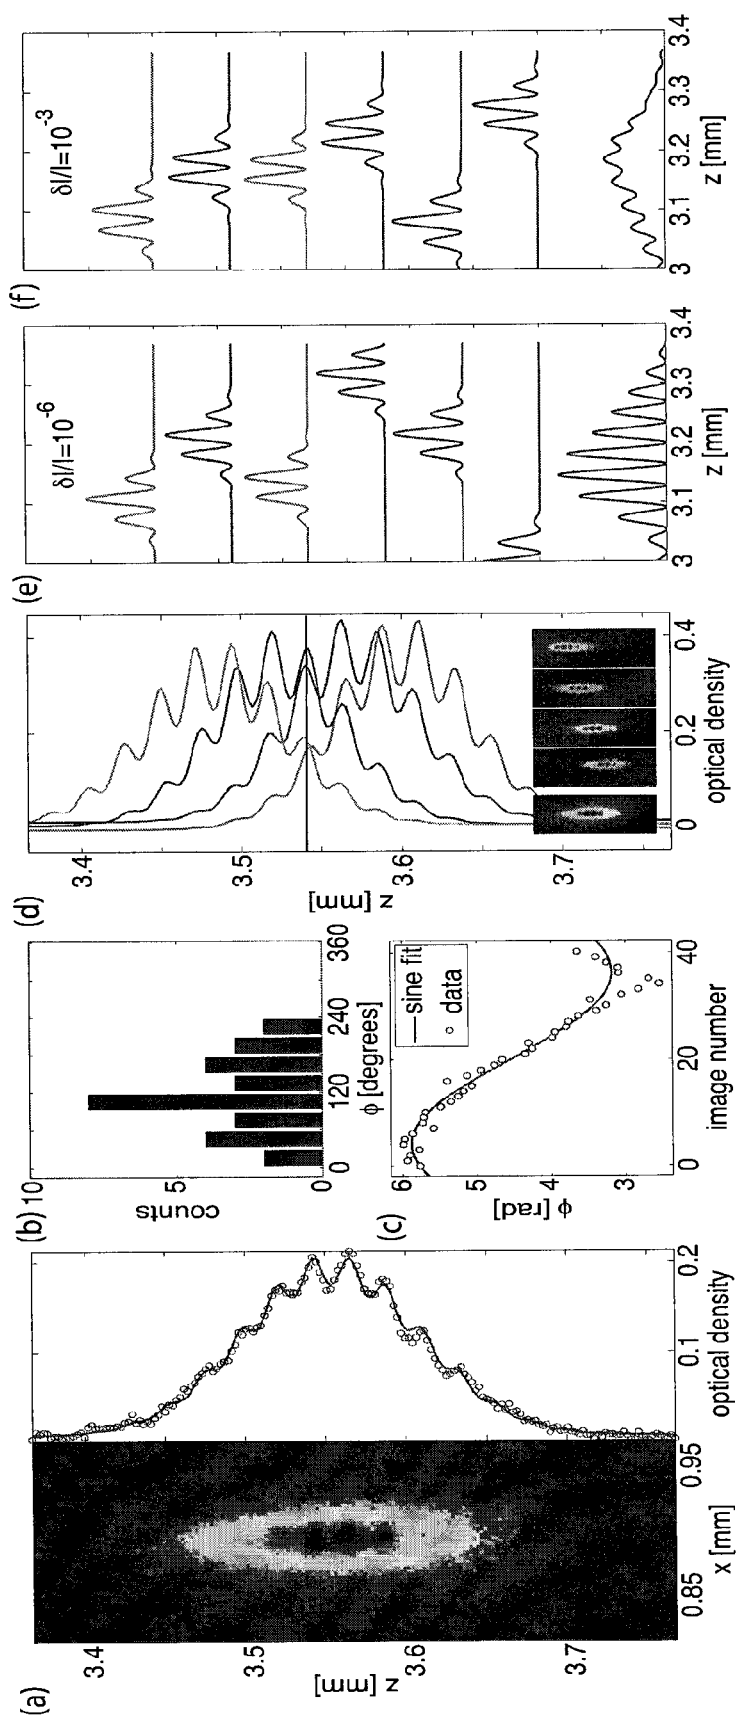 (a)
z [mm]
3.4
3.5
3.6
3.7
x [mm]
0.85
0.95
optical density
0.1
0.2
(b)
counts
10
5
0
0
120
240
360
ϕ [degrees]
(c)
ϕ [rad]
6
5
4
3
0
20
40
image number
sine fit
data
(d)
z [mm]
3.4
3.5
3.6
3.7
0
0.2
0.4
optical density
(e)
δI/I=10-6
3
3.1
3.2
3.3
3.4
z [mm]
(f)
δI/I=10-3
3
3.1
3.2
3.3
3.4
z [mm]